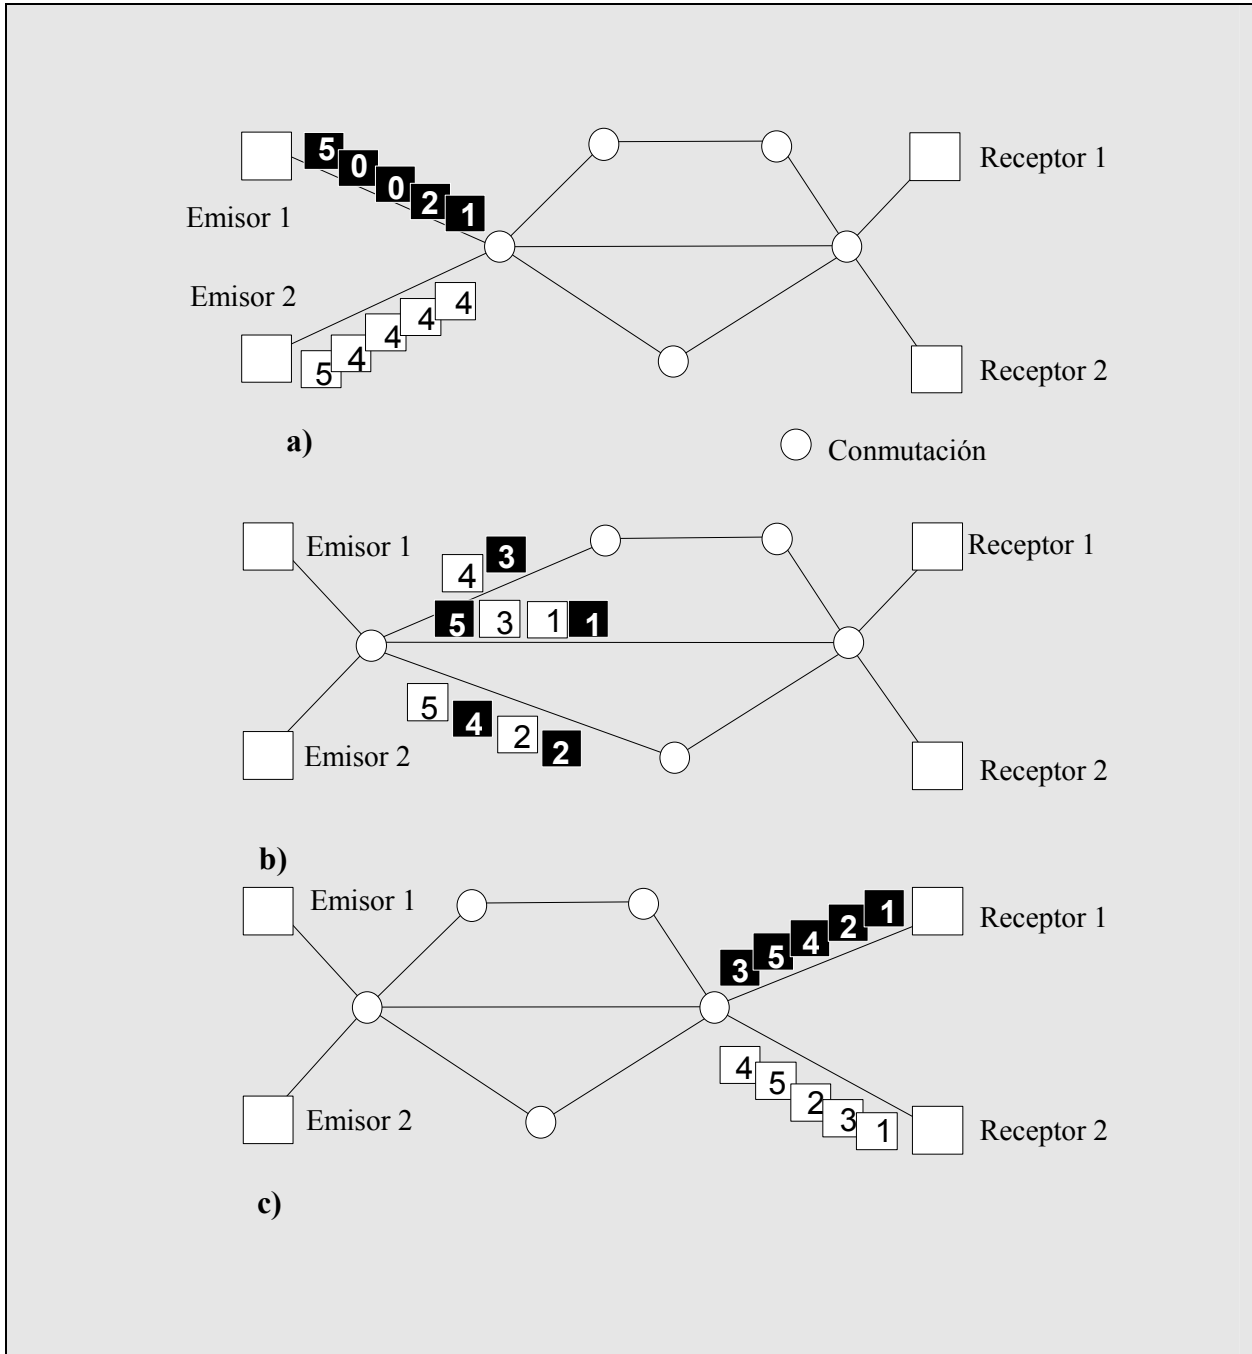 5 0 0 2 1
Receptor 1
Emisor 1
Emisor 2
5 4 4 4 4
Receptor 2
a)
Conmutación
Emisor 1
4 3
Receptor 1
5 3 1 1
5 4 2 2
Emisor 2
Receptor 2
b)
Emisor 1
3 5 4 2 1
Receptor 1
4 5 2 3 1
Emisor 2
Receptor 2
c)